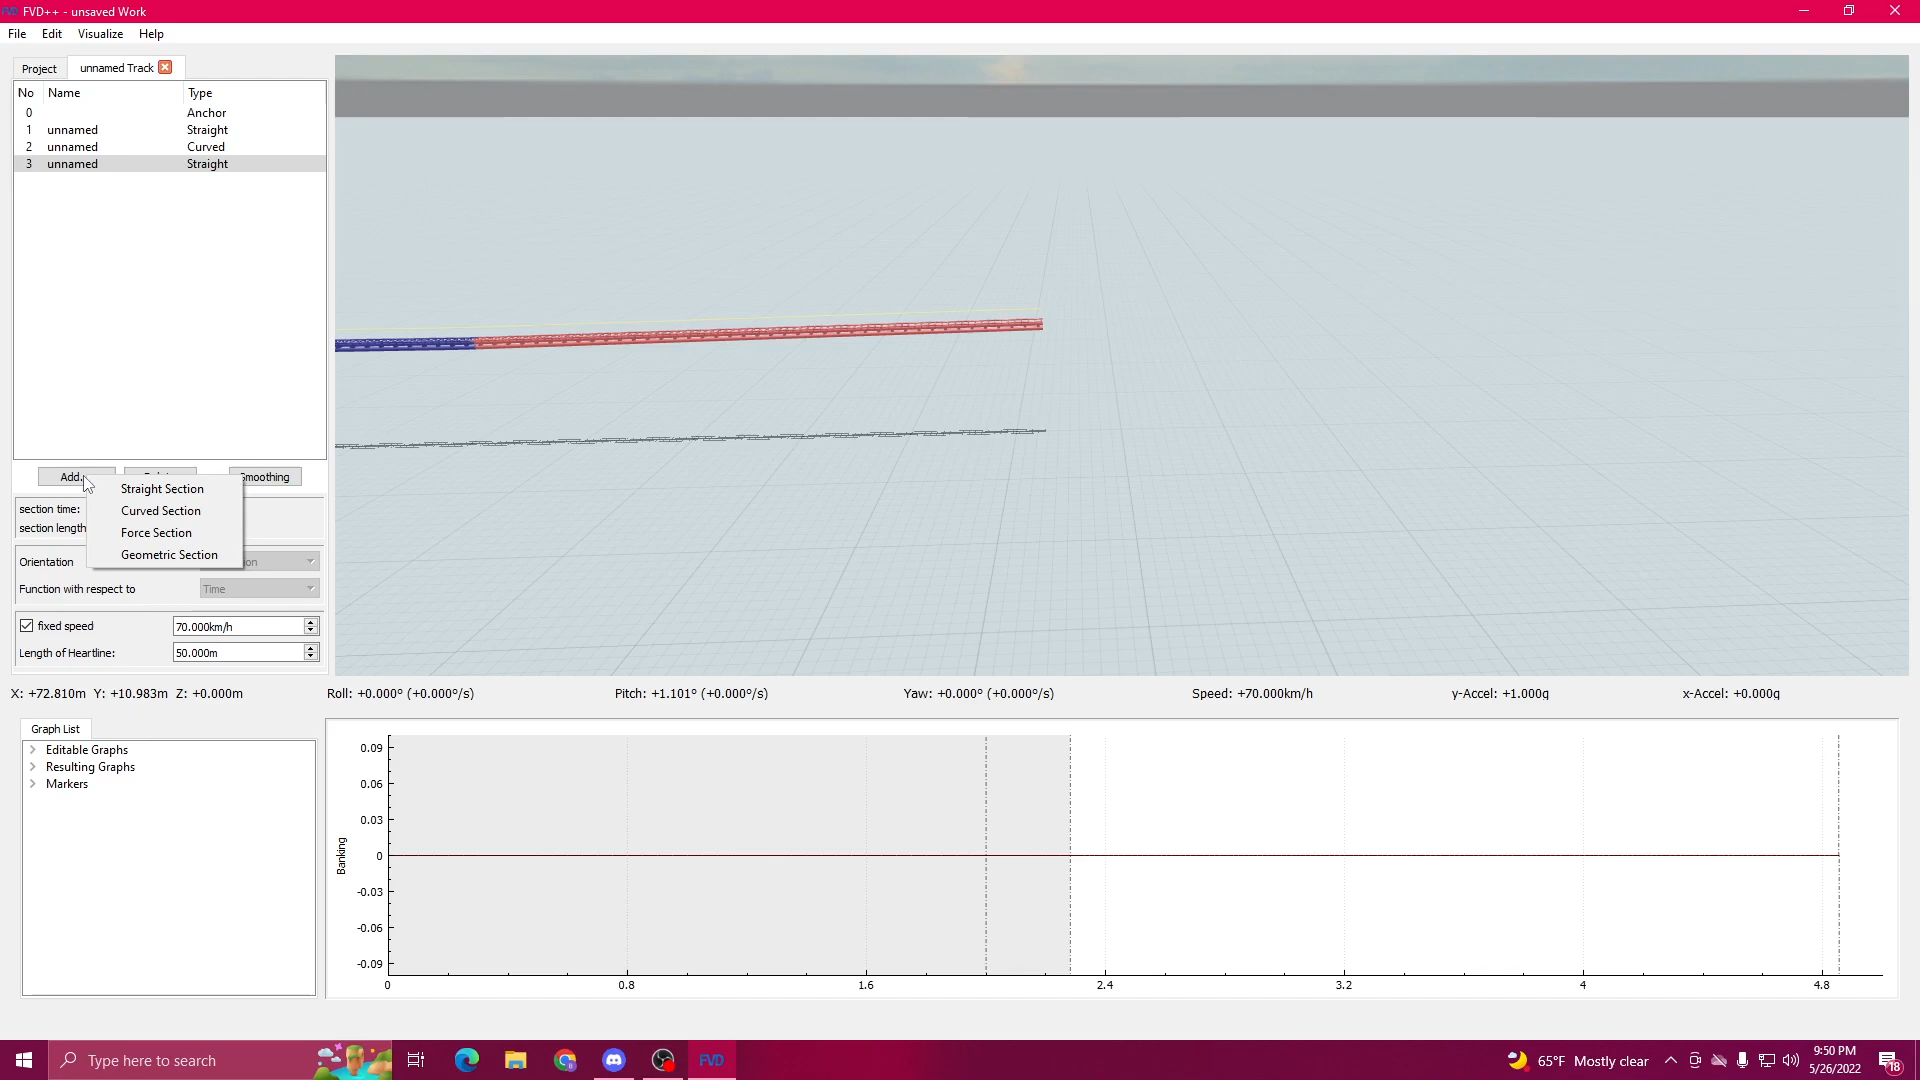 FVD FVD++ - unsaved Work
File Edit Visualize Help
Project unnamed Track
No Name Type
0 Anchor
1 unnamed Straight
2 unnamed Curved
3 unnamed Straight
Add. Smoothing
Straight Section
section time:
Curved Section
section length
Force Section
Geometric Section
Orientation
Function with respect to Time
fixed speed 70.000km/h
Length of Heartline: 50.000m
X: +72.810m Y: +10.983m Z: +0.000m Roll: +0.000° (+0.000°/s) Pitch: +1.101° (+0.000°/s) Yaw: +0.000° (+0.000°/s) Speed: +70.000km/h y-Accel: +1.000g x-Accel: +0.000g
Graph List
Editable Graphs
Resulting Graphs
Markers
Banking
0.09
0.06
0.03
0
-0.03
-0.06
-0.09
0 0.8 1.6 2.4 3.2 4 4.8
Type here to search
FVD
65°F Mostly clear
9:50 PM
5/26/2022
18